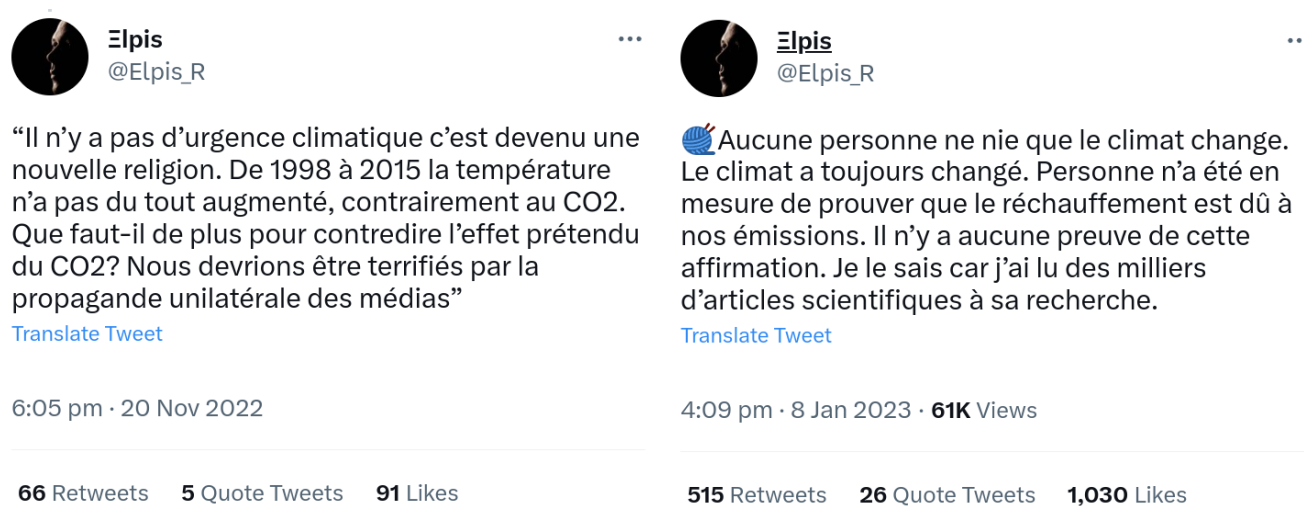 Ξlpis
@Elpis_R
“Il n’y a pas d’urgence climatique c’est devenu une
nouvelle religion. De 1998 à 2015 la température
n’a pas du tout augmenté, contrairement au CO2.
Que faut-il de plus pour contredire l’effet prétendu
du CO2? Nous devrions être terrifiés par la
propagande unilatérale des médias”
Translate Tweet
6:05 pm · 20 Nov 2022
66 Retweets 5 Quote Tweets 91 Likes
Ξlpis
@Elpis_R
🧶Aucune personne ne nie que le climat change.
Le climat a toujours changé. Personne n’a été en
mesure de prouver que le réchauffement est dû à
nos émissions. Il n’y a aucune preuve de cette
affirmation. Je le sais car j’ai lu des milliers
d’articles scientifiques à sa recherche.
Translate Tweet
4:09 pm · 8 Jan 2023 · 61K Views
515 Retweets 26 Quote Tweets 1,030 Likes